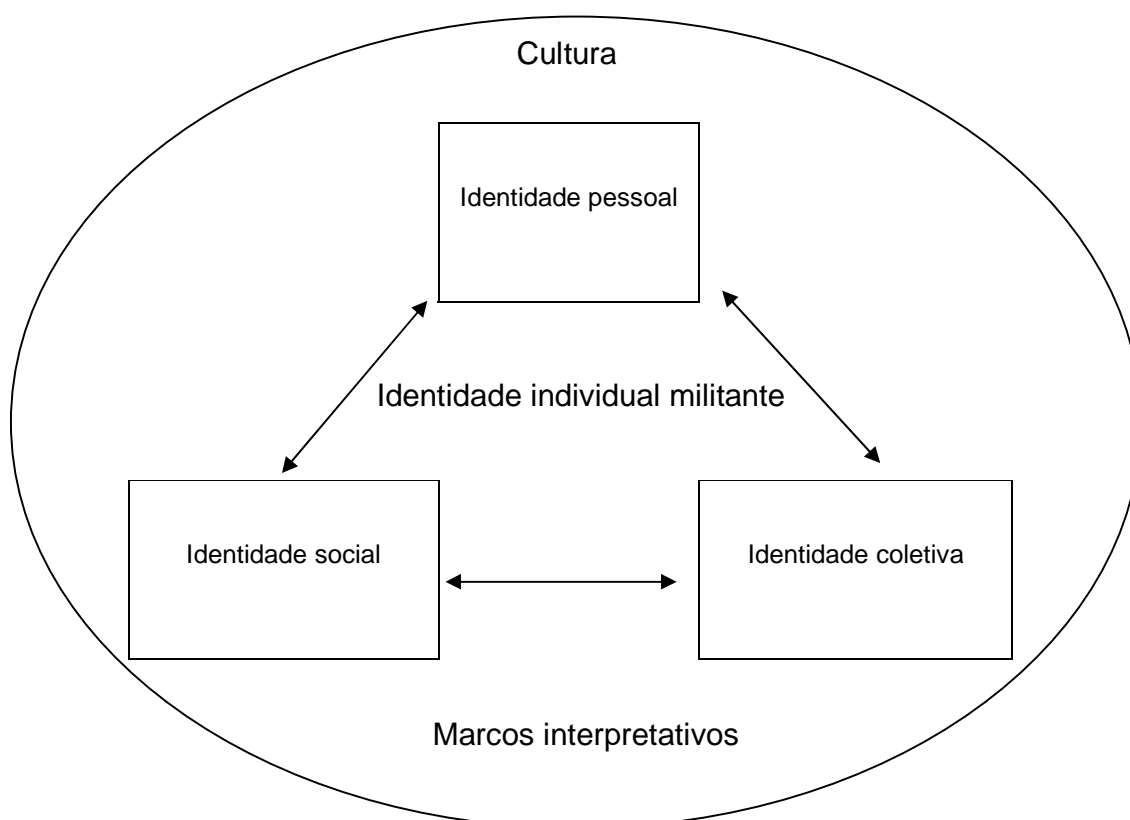 Cultura
Identidade pessoal
Identidade individual militante
Identidade social
Identidade coletiva
Marcos interpretativos